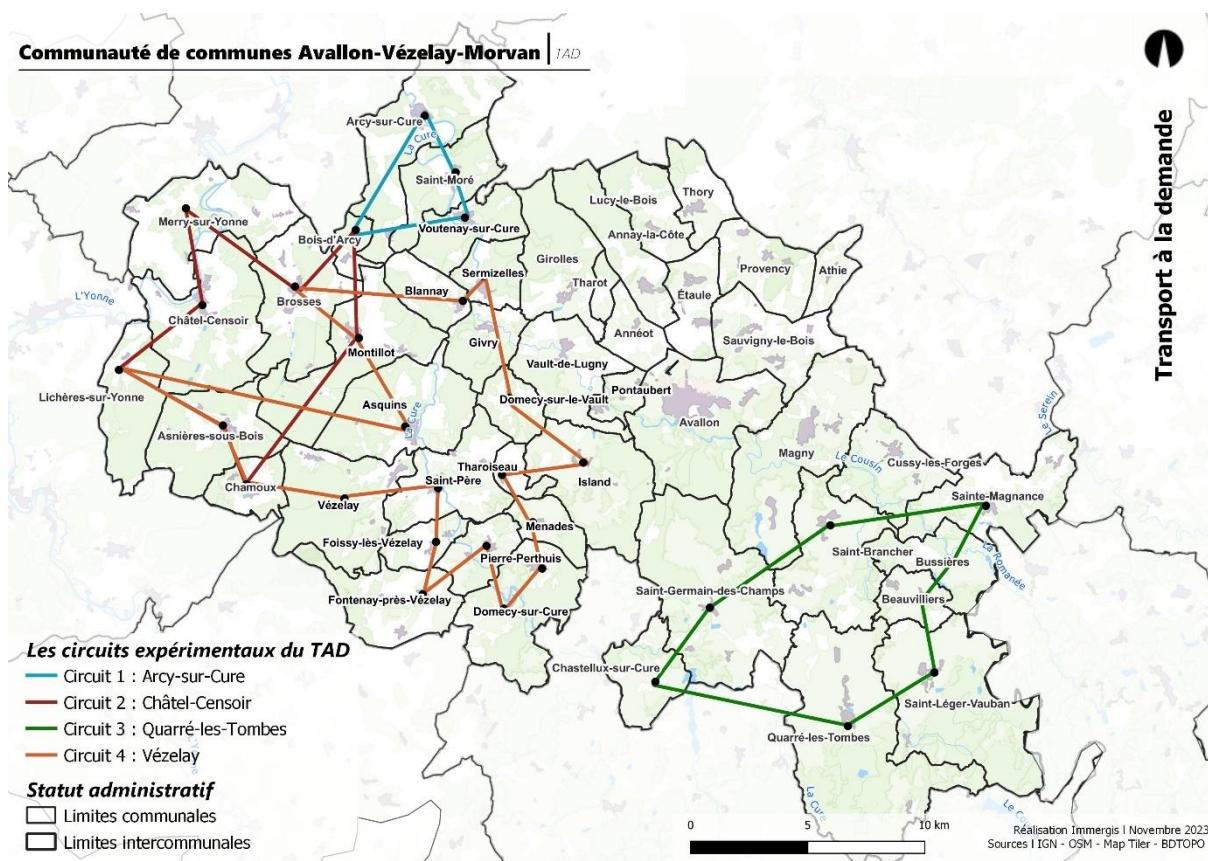 Communauté de communes Avallon-Vézelay-Morvan | TAD
Transport à la demande
Arcy-sur-Cure
La Cure
Saint-Moré
Thory
Lucy-le-Bois
Merry-sur-Yonne
Voutenay-sur-Cure
Annay-la-Côte
Bois-d'Arcy
Girolles
Provency
Athie
Sermizelles
Tharot
L'Yonne
Brosses
Blannay
Étaule
Châtel-Censoir
Annéot
Givry
Sauvigny-le-Bois
Montillot
Vault-de-Lugny
Pontaubert
Lichères-sur-Yonne
Asquins
Domecy-sur-le-Vault
Le Serein
La Cure
Avallon
Asnières-sous-Bois
Magny
Le Cousin
Cussy-les-Forges
Tharoiseau
Chamoux
Saint-Père
Island
Sainte-Magnance
Vézelay
Menades
Foissy-lès-Vézelay
Pierre-Perthuis
Saint-Brancher
La Romanée
Bussières
Saint-Germain-des-Champs
Beauvilliers
Fontenay-près-Vézelay
Domecy-sur-Cure
Chastellux-sur-Cure
Saint-Léger-Vauban
Quarré-les-Tombes
La Cure
Les circuits expérimentaux du TAD
Circuit 1 : Arcy-sur-Cure
Circuit 2 : Châtel-Censoir
Circuit 3 : Quarré-les-Tombes
Circuit 4 : Vézelay
Statut administratif
Limites communales
Limites intercommunales
0 5 10 km
Réalisation Immergis I Novembre 2023
Sources I IGN - OSM - Map Tiler - BDTOPO